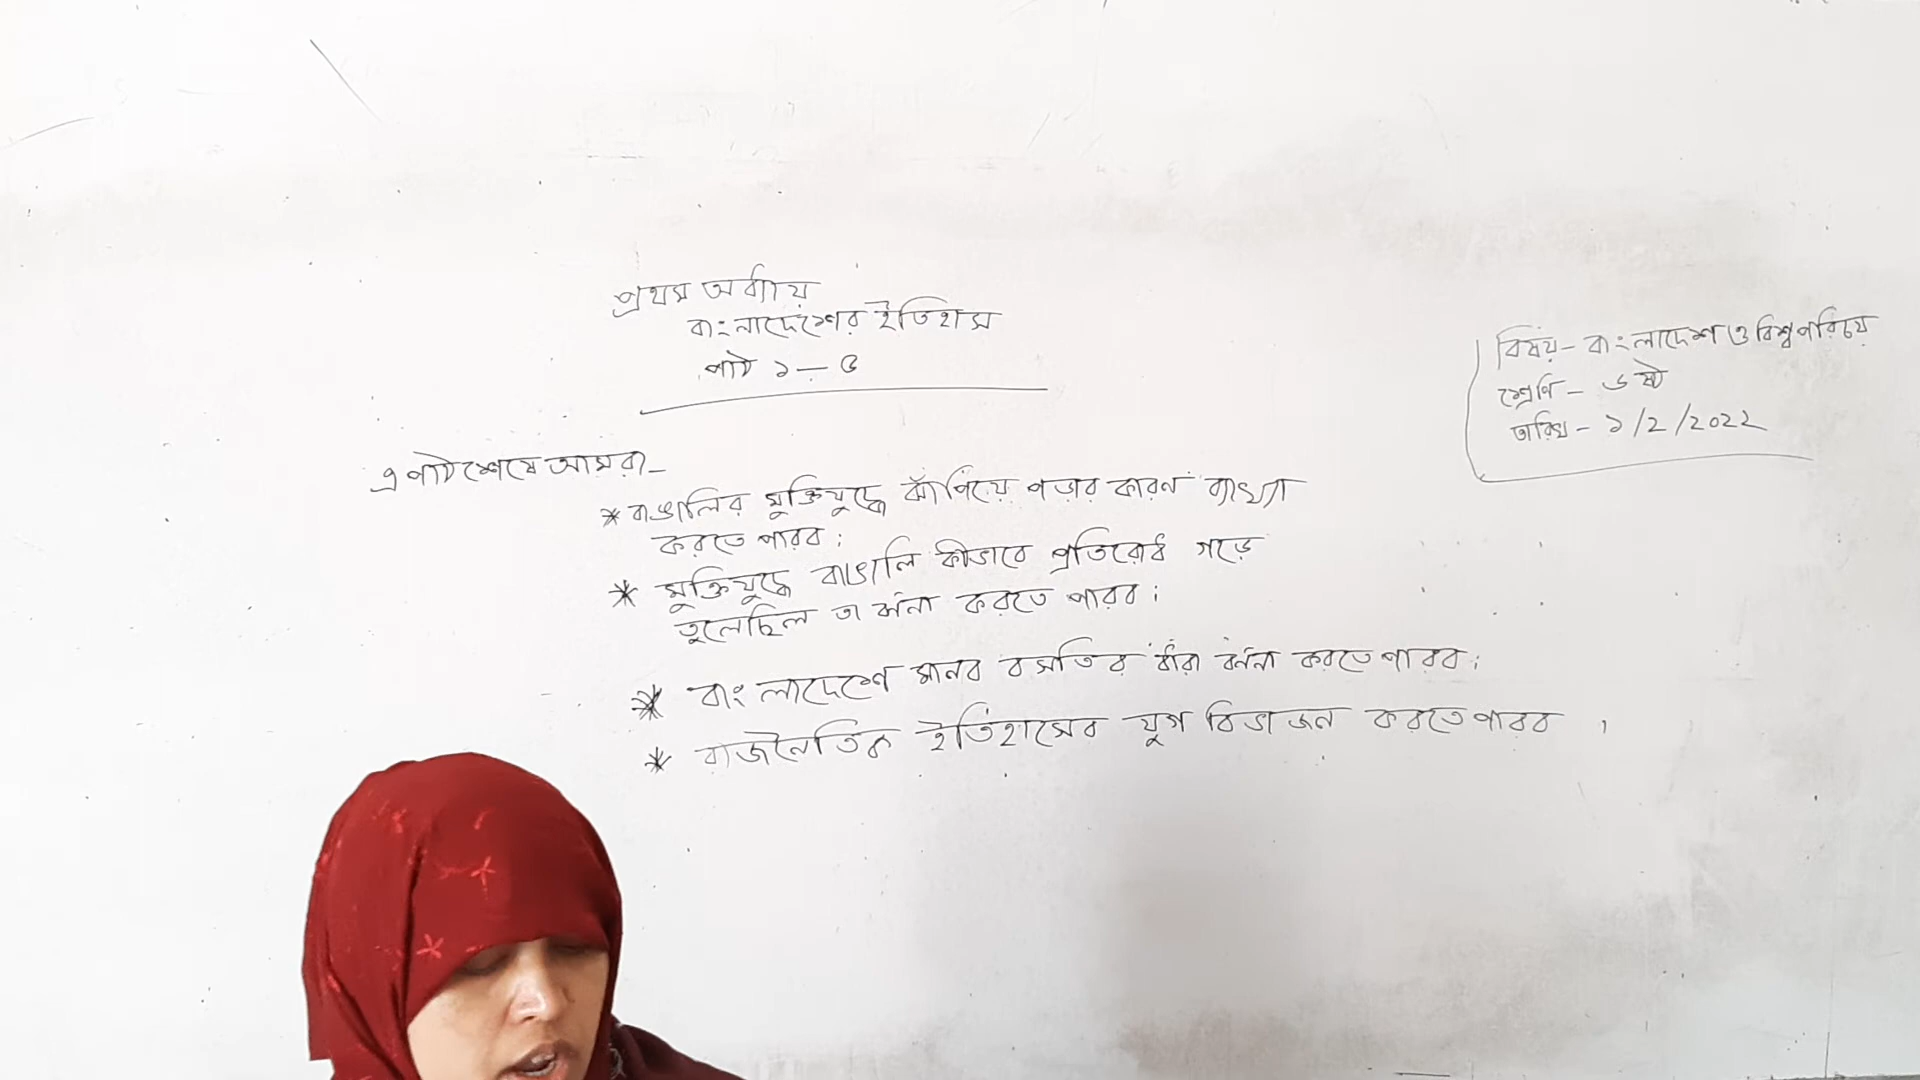 প্রথম অধ্যায়
বাংলাদেশের ইতিহাস
পাঠ ১ – ৫
বিষয় – বাংলাদেশ ও বিশ্বপরিচয়
শ্রেণি – ৬ষ্ঠ
তারিখ – ১/2/2022
এ পাঠ শেষে আমরা –
* বাঙালির মুক্তিযুদ্ধে ঝাঁপিয়ে পড়ার কারণ ব্যাখ্যা
করতে পারব ;
* মুক্তিযুদ্ধে বাঙালি কীভাবে প্রতিরোধ গড়ে
তুলেছিল তা বর্ণনা করতে পারব ;
* বাংলাদেশে মানব বসতির ধারা বর্ণনা করতে পারব ;
* রাজনৈতিক ইতিহাসের যুগ বিভাজন করতে পারব ।